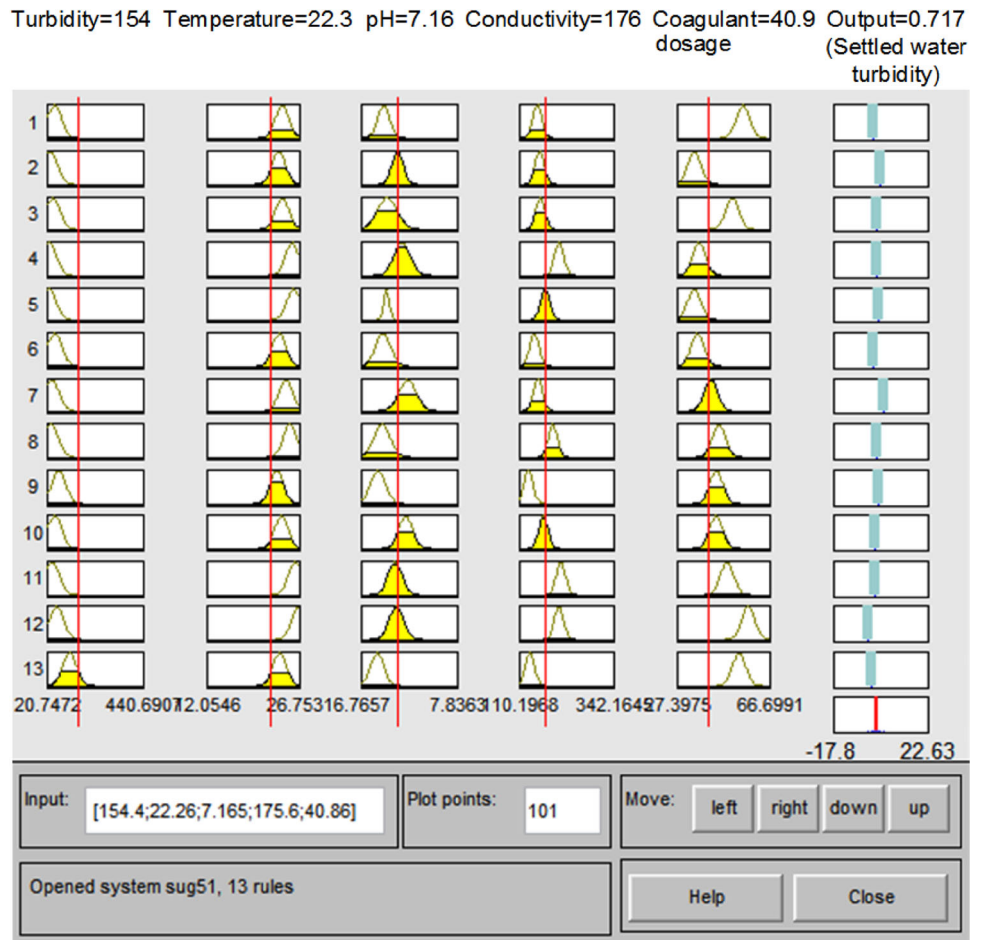 Turbidity=154 Temperature=22.3 pH=7.16 Conductivity=176 Coagulant=40.9 Output=0.717
dosage (Settled water
turbidity)
1
2
3
4
5
6
7
8
9
10
11
12
13
20.7472 440.6907 12.0546 26.7531 6.7657 7.8363 110.1968 342.1645 27.3975 66.6991
-17.8 22.63
Input: [154.4;22.26;7.165;175.6;40.86] Plot points: 101 Move: left right down up
Opened system sug51, 13 rules Help Close